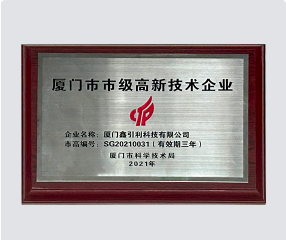 厦门市市级高新技术企业
企业名称：厦门鑫引利科技有限公司
市高编号：SG20210031（有效期三年）
厦门市科学技术局
2021年